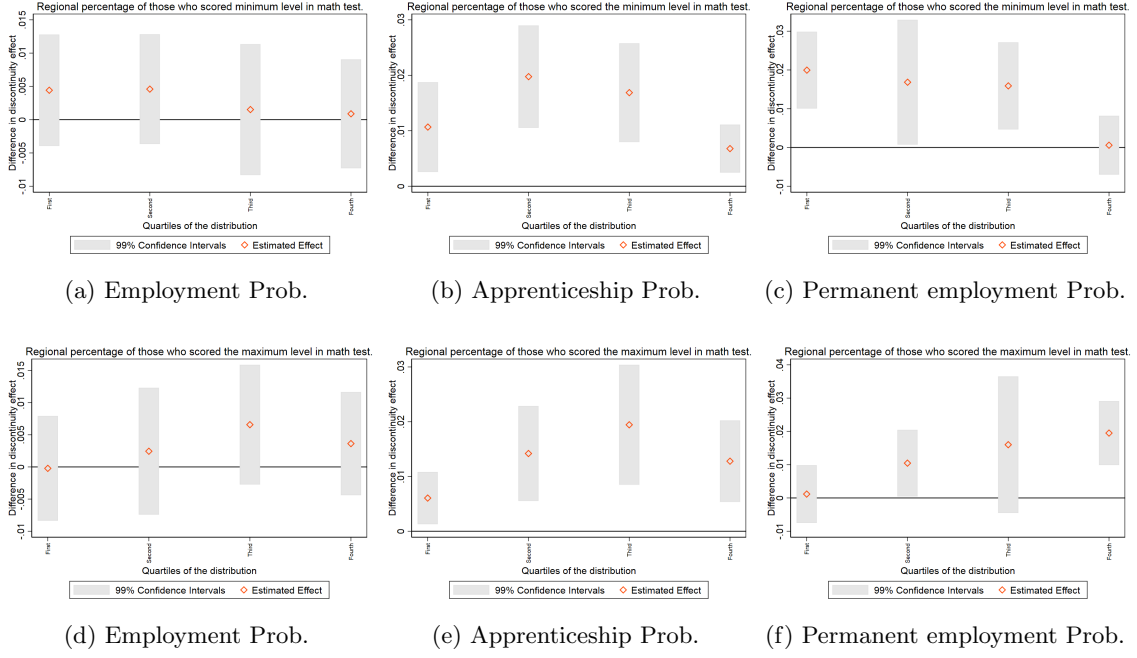 Regional percentage of those who scored minimum level in math test.
Difference in discontinuity effect
.015
.01
.005
0
-.005
-.01
First
Second
Third
Fourth
Quartiles of the distribution
99% Confidence Intervals
Estimated Effect
(a) Employment Prob.
Regional percentage of those who scored the minimum level in math test.
Difference in discontinuity effect
.03
.02
.01
0
First
Second
Third
Fourth
Quartiles of the distribution
99% Confidence Intervals
Estimated Effect
(b) Apprenticeship Prob.
Regional percentage of those who scored the minimum level in math test.
Difference in discontinuity effect
.03
.02
.01
0
-.01
First
Second
Third
Fourth
Quartiles of the distribution
99% Confidence Intervals
Estimated Effect
(c) Permanent employment Prob.
Regional percentage of those who scored the maximum level in math test.
Difference in discontinuity effect
.015
.01
.005
0
-.005
-.01
First
Second
Third
Fourth
Quartiles of the distribution
99% Confidence Intervals
Estimated Effect
(d) Employment Prob.
Regional percentage of those who scored the maximum level in math test.
Difference in discontinuity effect
.03
.02
.01
0
First
Second
Third
Fourth
Quartiles of the distribution
99% Confidence Intervals
Estimated Effect
(e) Apprenticeship Prob.
Regional percentage of those who scored the maximum level in math test.
Difference in discontinuity effect
.04
.03
.02
.01
0
-.01
First
Second
Third
Fourth
Quartiles of the distribution
99% Confidence Intervals
Estimated Effect
(f) Permanent employment Prob.